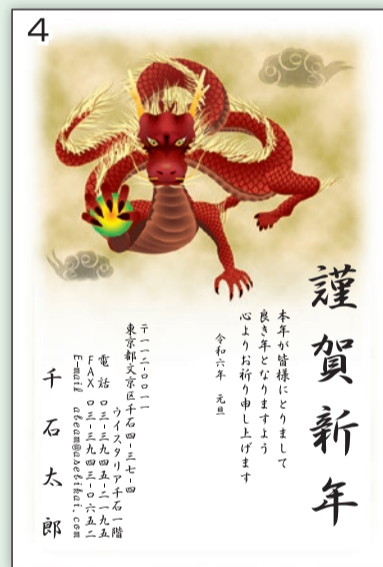 4
謹賀新年
本年が皆様にとりまして
良き年となりますよう
心よりお祈り申し上げます
令和六年 元旦
〒一一二-〇〇一一
東京都文京区千石四-三七-四
ウイスタリア千石一階
電話 〇三-三九四五-二一九五
FAX 〇三-三九四三-〇六五二
E-mail abeam@asebikai.com
千石太郎